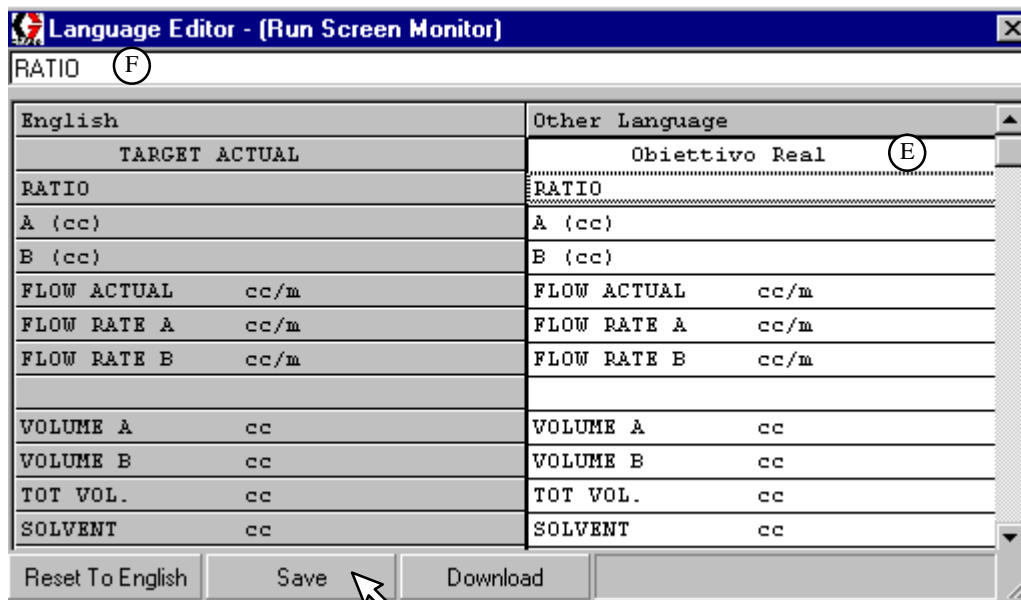 Language Editor - (Run Screen Monitor)
RATIO F
English Other Language
TARGET ACTUAL Obiettivo Real E
RATIO RATIO
A (cc) A (cc)
B (cc) B (cc)
FLOW ACTUAL cc/m FLOW ACTUAL cc/m
FLOW RATE A cc/m FLOW RATE A cc/m
FLOW RATE B cc/m FLOW RATE B cc/m
VOLUME A cc VOLUME A cc
VOLUME B cc VOLUME B cc
TOT VOL. cc TOT VOL. cc
SOLVENT cc SOLVENT cc
Reset To English Save Download